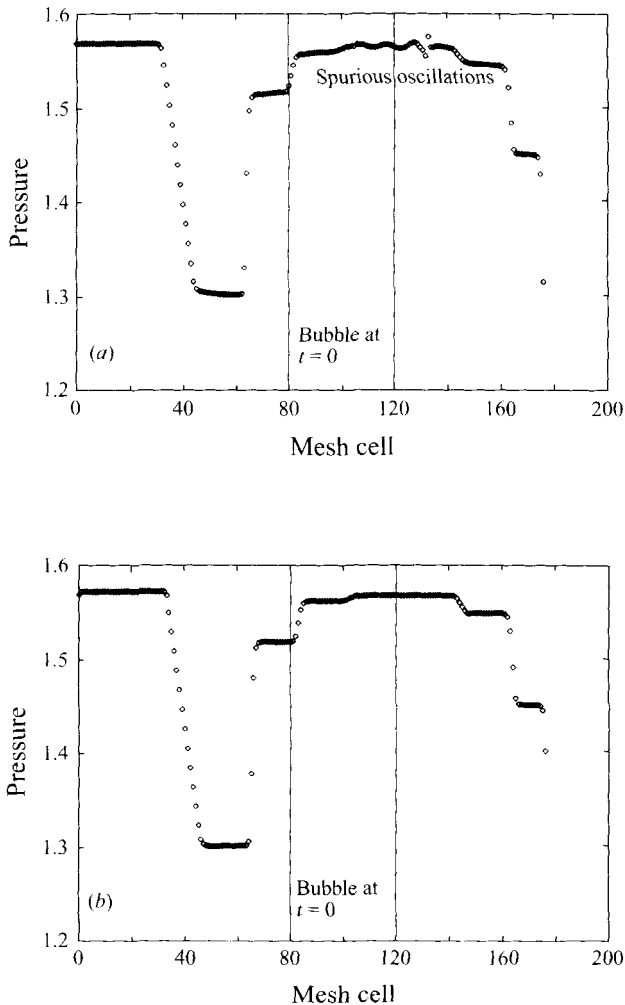 1.6
1.5
1.4
1.3
1.2
Pressure
Spurious oscillations
Bubble at
t = 0
(a)
0 40 80 120 160 200
Mesh cell
1.6
1.5
1.4
1.3
1.2
Pressure
Bubble at
t = 0
(b)
0 40 80 120 160 200
Mesh cell